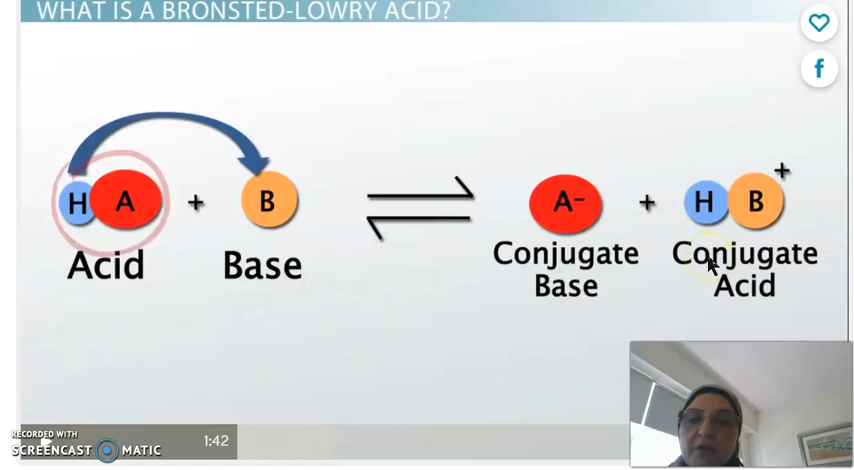 WHAT IS A BRONSTED-LOWRY ACID?
f
H A + B A− + H B +
Acid Base Conjugate Base Conjugate Acid
RECORDED WITH
SCREENCAST MATIC
1:42